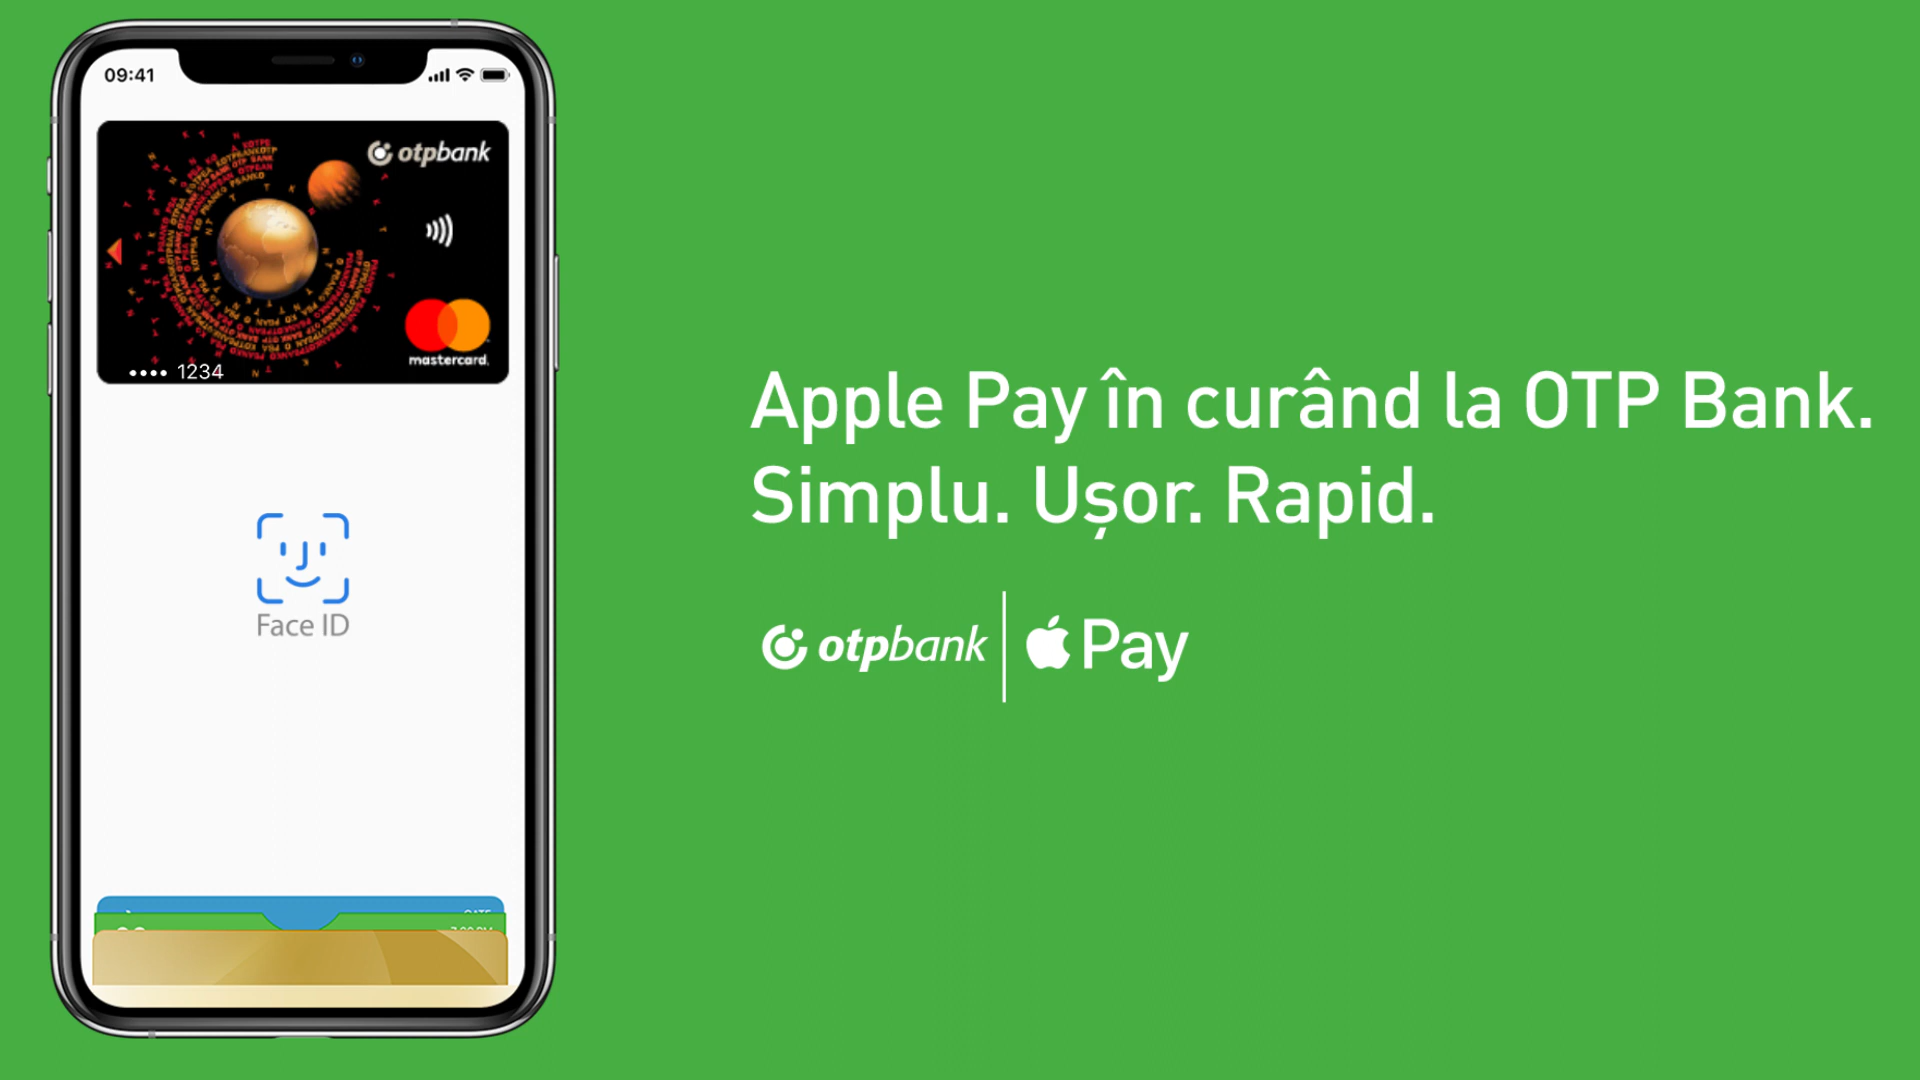 09:41
otpbank
mastercard.
•••• 1234
Face ID
Apple Pay în curând la OTP Bank.
Simplu. Ușor. Rapid.
otpbank | Pay